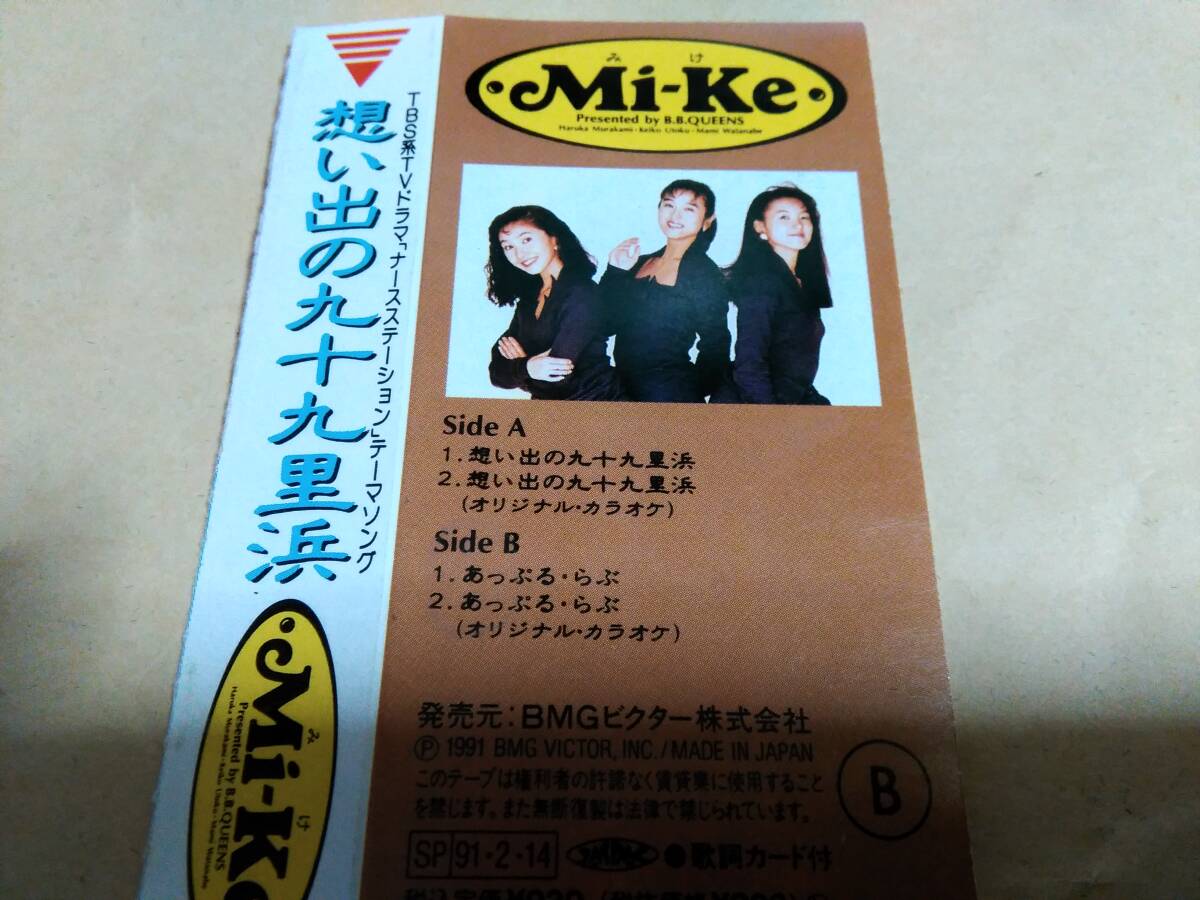 想い出の九十九里浜
TBS系TV・ドラマ「ナースステーション」テーマソング
みけ
Mi-Ke
Presented by B.B.QUEENS
Haruka Murakami・Keiko Utoku・Mami Watanabe
みけ
Mi-Ke
Presented by B.B.QUEENS
Haruka Murakami・Keiko Utoku・Mami Watanabe
Side A
1. 想い出の九十九里浜
2. 想い出の九十九里浜
(オリジナル・カラオケ)
Side B
1. あっぷる・らぶ
2. あっぷる・らぶ
(オリジナル・カラオケ)
発売元:BMGビクター株式会社
Ⓟ 1991 BMG VICTOR, INC./MADE IN JAPAN
このテープは権利者の許諾なく賃貸業に使用すること
を禁じます。また無断複製は法律で禁じられています。
B
SP 91・2・14 ●歌詞カード付